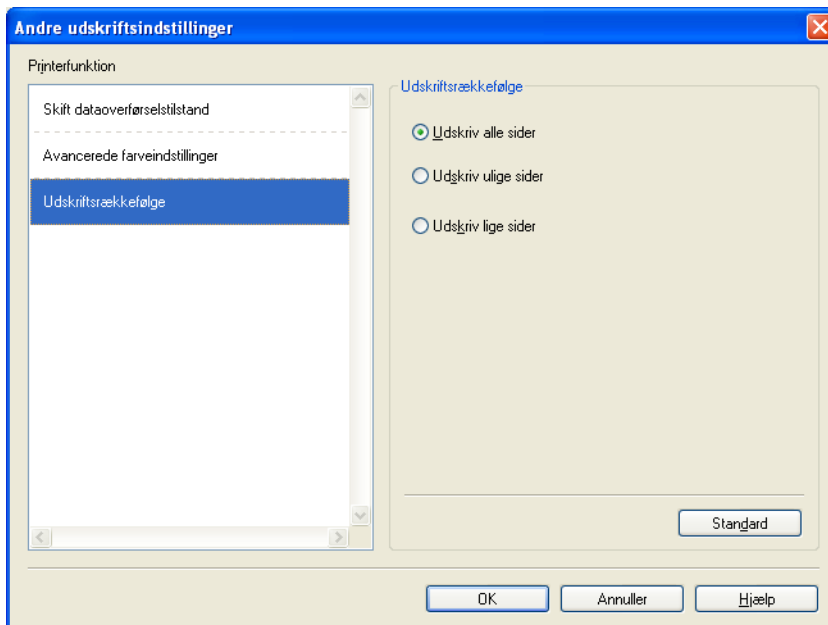 Andre udskriftsindstillinger
Printerfunktion
Skift dataoverførselstilstand
Avancerede farveindstillinger
Udskriftsrækkefølge
Udskriftsrækkefølge
Udskriv alle sider
Udskriv ulige sider
Udskriv lige sider
Standard
OK
Annuller
Hjælp